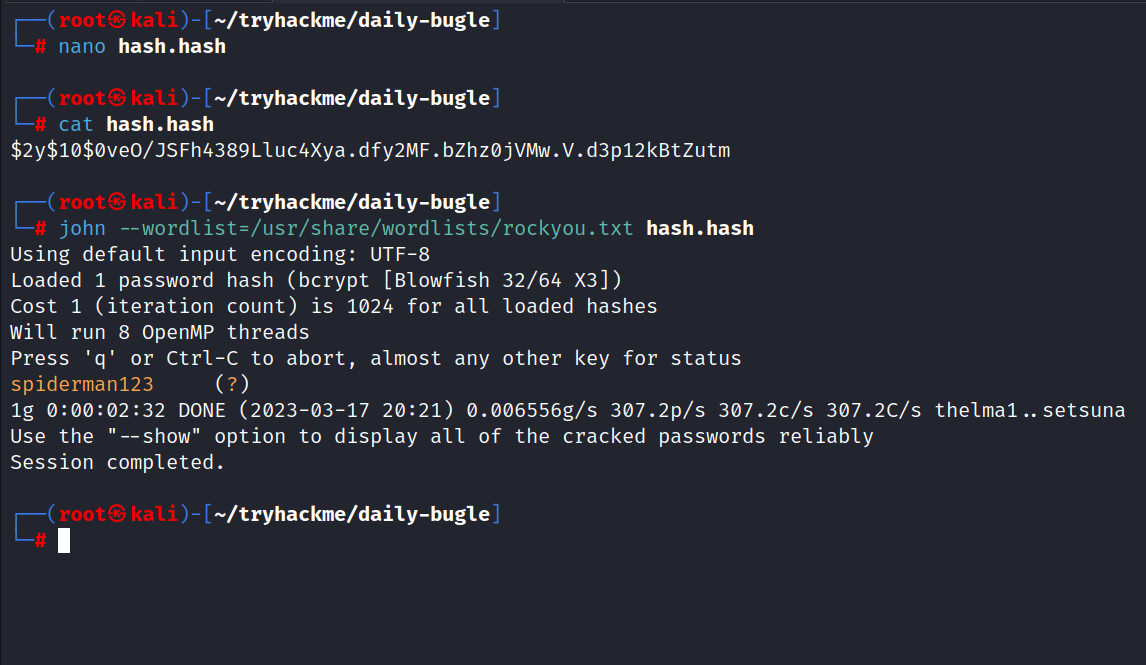 ┌──(root㉿kali)-[~/tryhackme/daily-bugle]
└─# nano hash.hash
┌──(root㉿kali)-[~/tryhackme/daily-bugle]
└─# cat hash.hash
$2y$10$0veO/JSFh4389Lluc4Xya.dfy2MF.bZhz0jVMw.V.d3p12kBtZutm
┌──(root㉿kali)-[~/tryhackme/daily-bugle]
└─# john --wordlist=/usr/share/wordlists/rockyou.txt hash.hash
Using default input encoding: UTF-8
Loaded 1 password hash (bcrypt [Blowfish 32/64 X3])
Cost 1 (iteration count) is 1024 for all loaded hashes
Will run 8 OpenMP threads
Press 'q' or Ctrl-C to abort, almost any other key for status
spiderman123     (?)
1g 0:00:02:32 DONE (2023-03-17 20:21) 0.006556g/s 307.2p/s 307.2c/s 307.2C/s thelma1..setsuna
Use the "--show" option to display all of the cracked passwords reliably
Session completed.
┌──(root㉿kali)-[~/tryhackme/daily-bugle]
└─#